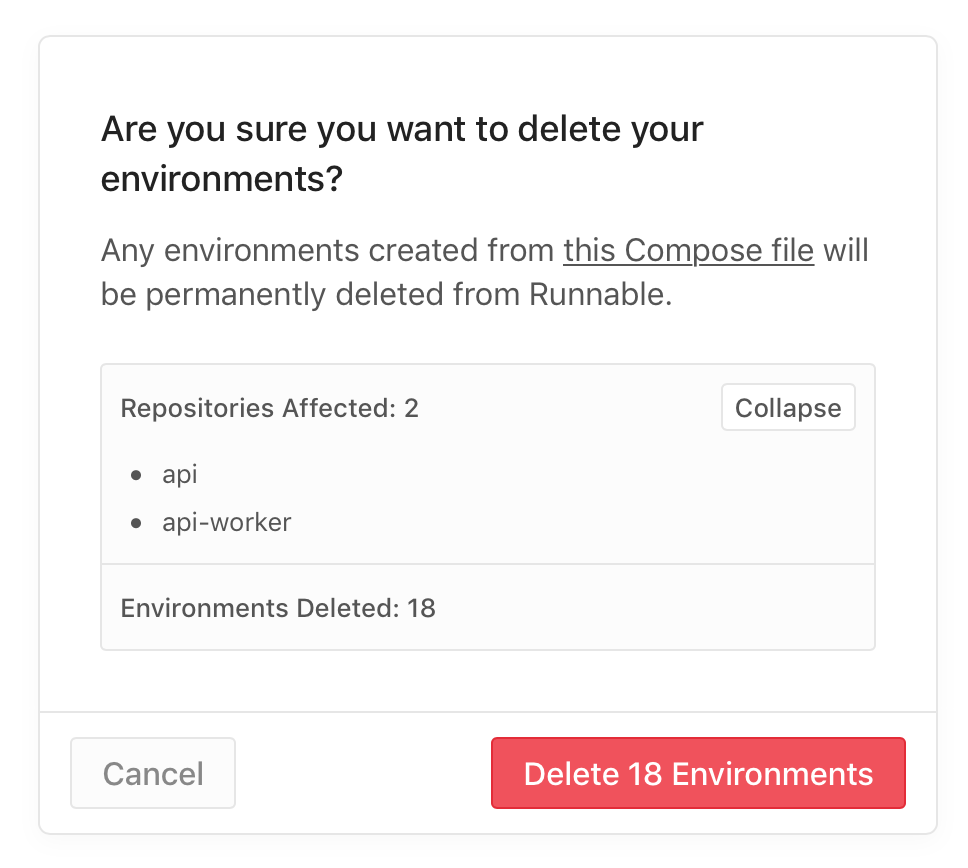 Are you sure you want to delete your
environments?
Any environments created from this Compose file will
be permanently deleted from Runnable.
Repositories Affected: 2
Collapse
api
api-worker
Environments Deleted: 18
Cancel
Delete 18 Environments